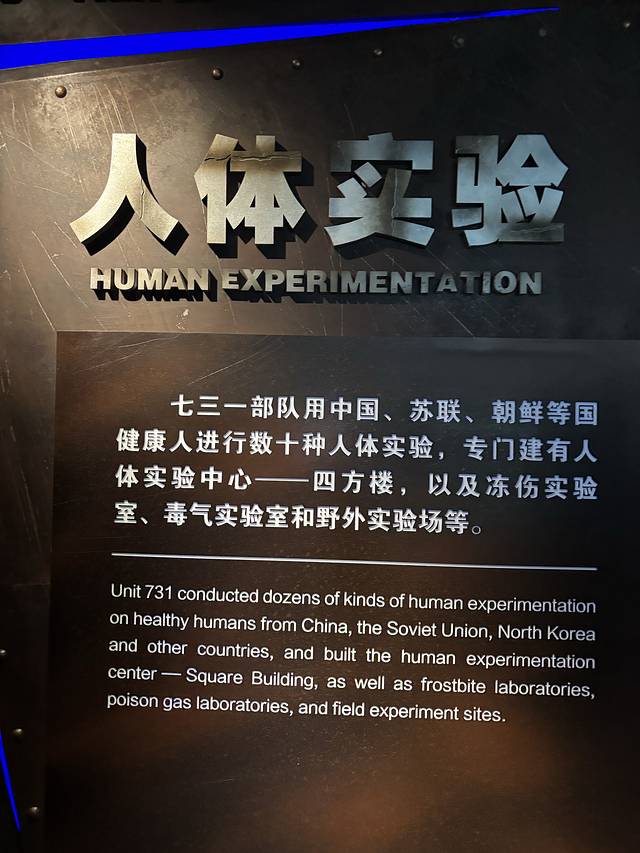 人体实验
HUMAN EXPERIMENTATION
七三一部队用中国、苏联、朝鲜等国
健康人进行数十种人体实验，专门建有人
体实验中心——四方楼，以及冻伤实验
室、毒气实验室和野外实验场等。
Unit 731 conducted dozens of kinds of human experimentation
on healthy humans from China, the Soviet Union, North Korea
and other countries, and built the human experimentation
center — Square Building, as well as frostbite laboratories,
poison gas laboratories, and field experiment sites.